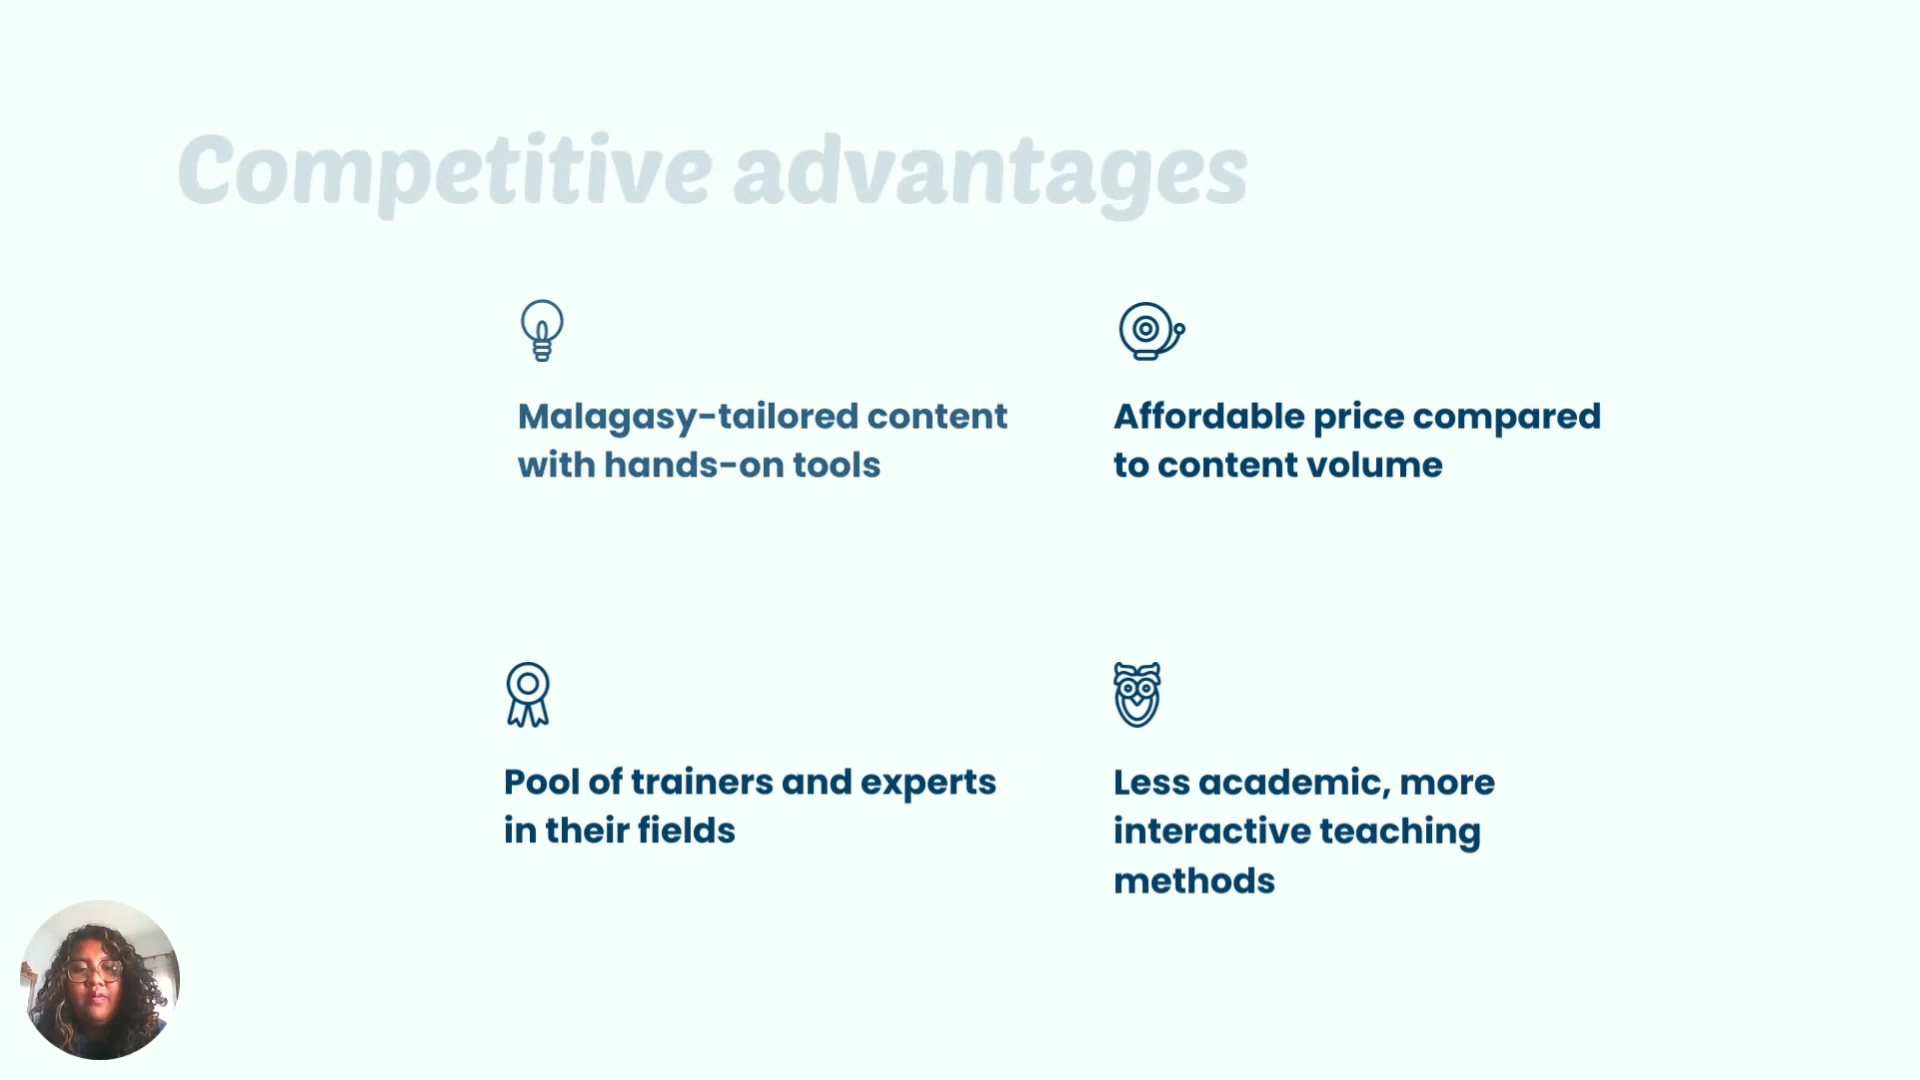 Competitive advantages
Malagasy-tailored content
with hands-on tools
Affordable price compared
to content volume
Pool of trainers and experts
in their fields
Less academic, more
interactive teaching
methods